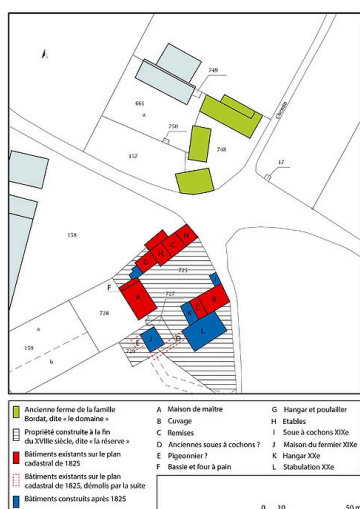 749
661
a
750
157
748
Chemin
17
158
H
C
H
G
725
F
A
727
I
B
C
K
728
L
a
E
J
D
159
b
729
Ancienne ferme de la famille
Bordat, dite « le domaine »
Propriété construite à la fin
du XVIIIe siècle, dite « la réserve »
Bâtiments existants sur le plan
cadastral de 1825
Bâtiments existants sur le plan
cadastral de 1825, démolis par la suite
Bâtiments construits après 1825
A Maison de maître
B Cuvage
C Remises
D Anciennes soues à cochons ?
E Pigeonnier ?
F Bassie et four à pain
G Hangar et poulailler
H Etables
I Soue à cochons XIXe
J Maison du fermier XIXe
K Hangar XXe
L Stabulation XXe
0 10 50 m